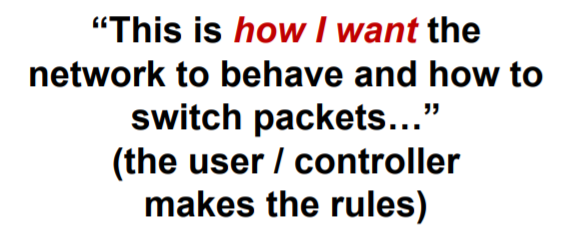 “This is how I want the
network to behave and how to
switch packets…”
(the user / controller
makes the rules)